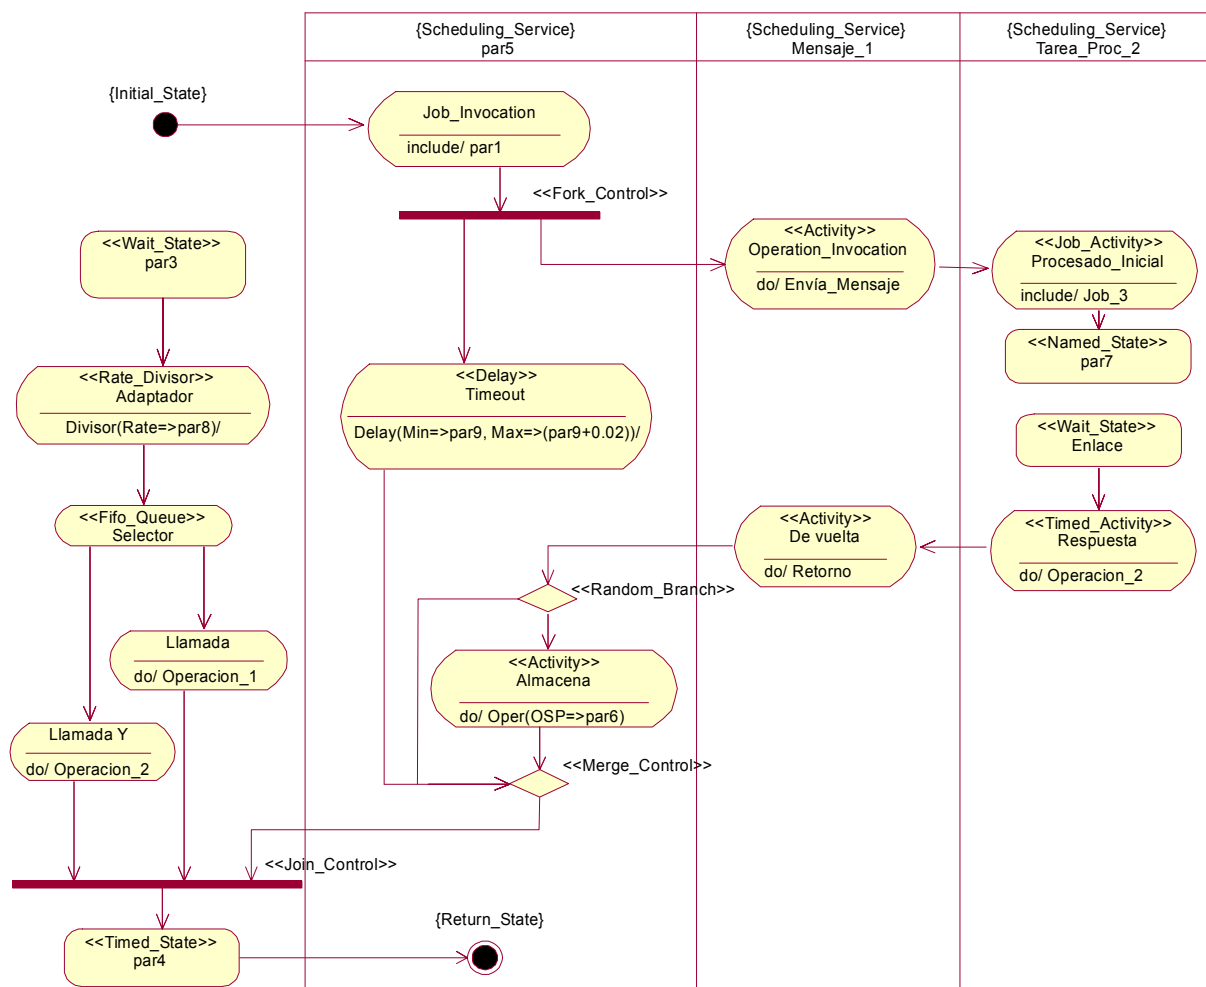 {Scheduling_Service}
par5
{Scheduling_Service}
Mensaje_1
{Scheduling_Service}
Tarea_Proc_2
{Initial_State}
Job_Invocation
include/ par1
<<Fork_Control>>
<<Wait_State>>
par3
<<Activity>>
Operation_Invocation
do/ Envía_Mensaje
<<Job_Activity>>
Procesado_Inicial
include/ Job_3
<<Named_State>>
par7
<<Rate_Divisor>>
Adaptador
Divisor(Rate=>par8)/
<<Delay>>
Timeout
Delay(Min=>par9, Max=>(par9+0.02))/
<<Wait_State>>
Enlace
<<Fifo_Queue>>
Selector
<<Activity>>
De vuelta
do/ Retorno
<<Timed_Activity>>
Respuesta
do/ Operacion_2
<<Random_Branch>>
Llamada
do/ Operacion_1
<<Activity>>
Almacena
do/ Oper(OSP=>par6)
Llamada Y
do/ Operacion_2
<<Merge_Control>>
<<Join_Control>>
<<Timed_State>>
par4
{Return_State}